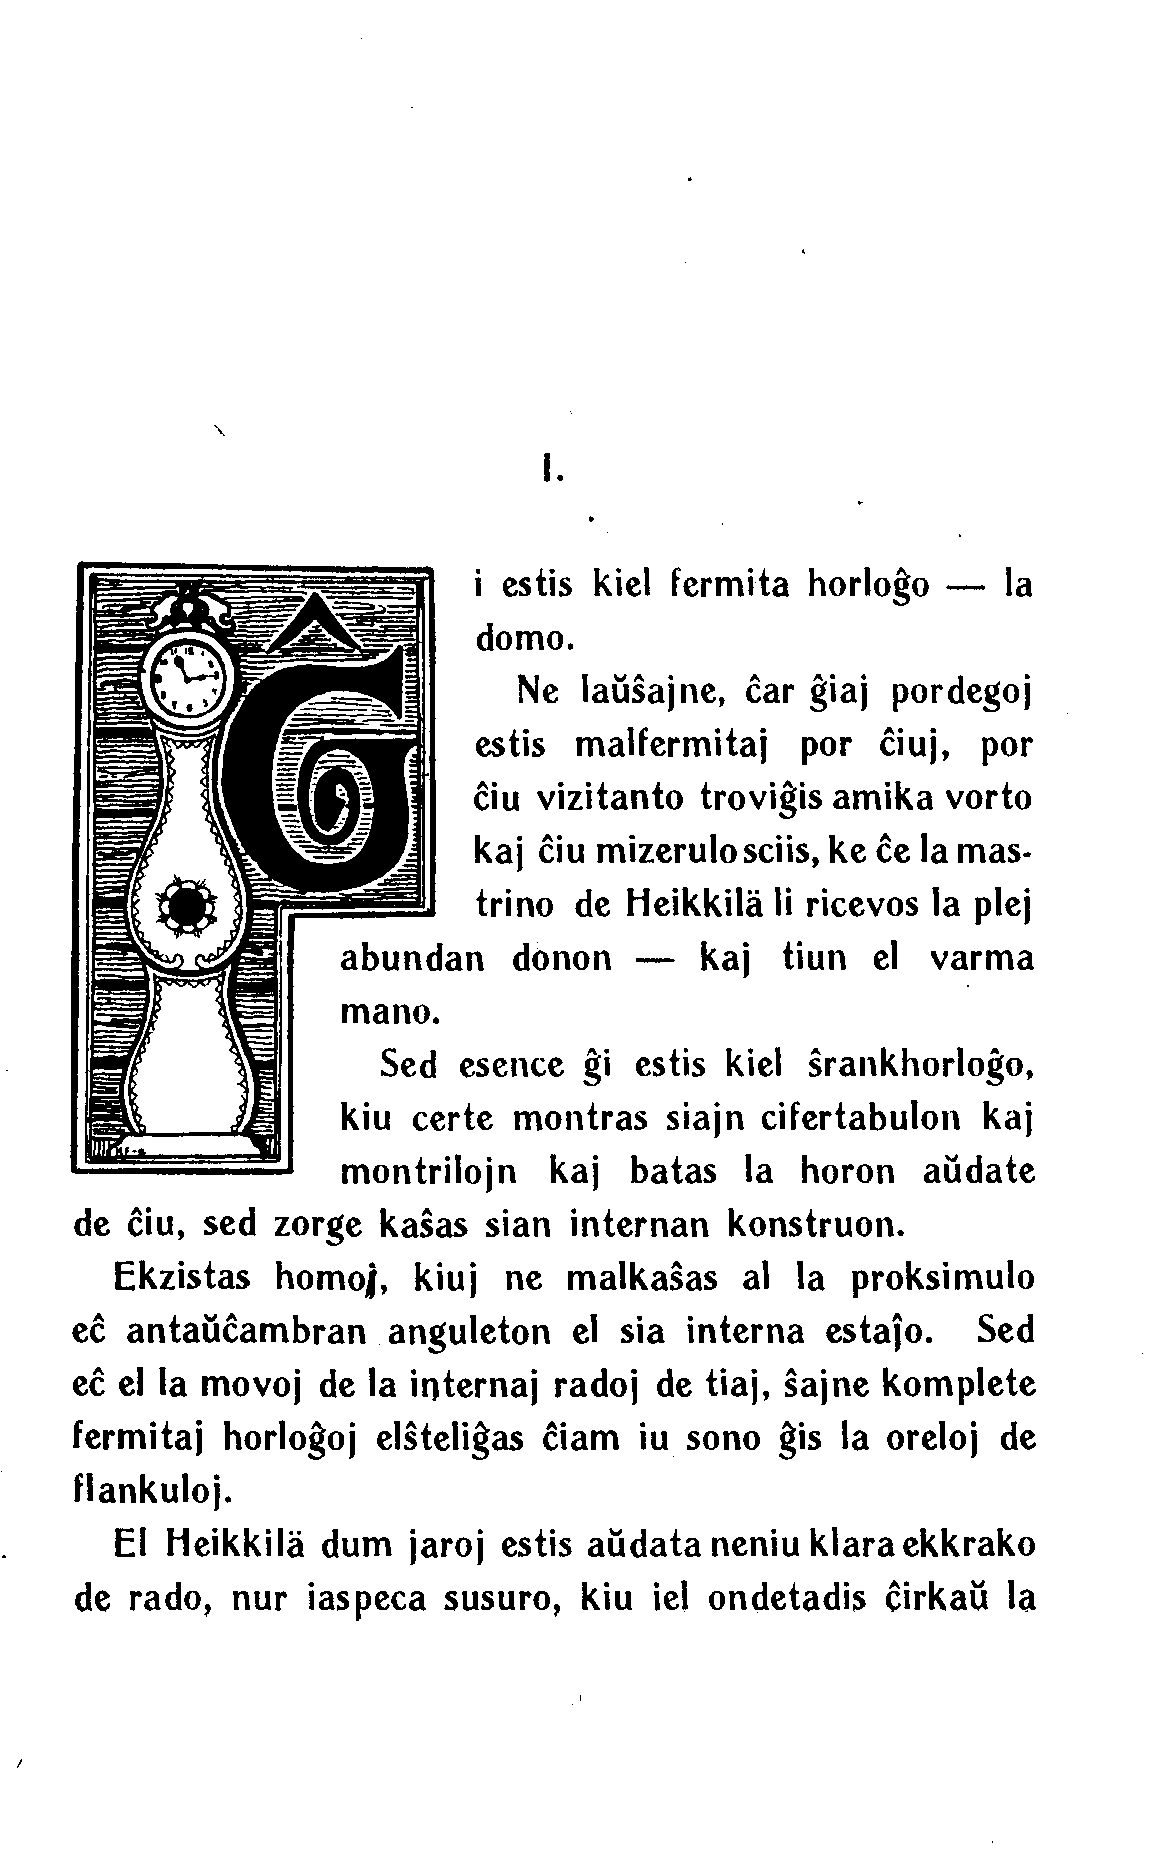 I.
Ĝi estis kiel fermita horloĝo — la
domo.
Ne laŭŝajne, ĉar ĝiaj pordegoj
estis malfermitaj por ĉiuj, por
ĉiu vizitanto troviĝis amika vorto
kaj ĉiu mizerulo sciis, ke ĉe la mas-
trino de Heikkilä li ricevos la plej
abundan donon — kaj tiun el varma
mano.
Sed esence ĝi estis kiel ŝrankhorloĝo,
kiu certe montras siajn cifertabulon kaj
montrilojn kaj batas la horon aŭdate
de ĉiu, sed zorge kaŝas sian internan konstruon.
Ekzistas homoj, kiuj ne malkaŝas al la proksimulo
eĉ antaŭĉambran anguleton el sia interna estaĵo. Sed
eĉ el la movoj de la internaj radoj de tiaj, ŝajne komplete
fermitaj horloĝoj elŝteliĝas ĉiam iu sono ĝis la oreloj de
flankuloj.
El Heikkilä dum jaroj estis aŭdata neniu klara ekkrako
de rado, nur iaspeca susuro, kiu iel ondetadis ĉirkaŭ la